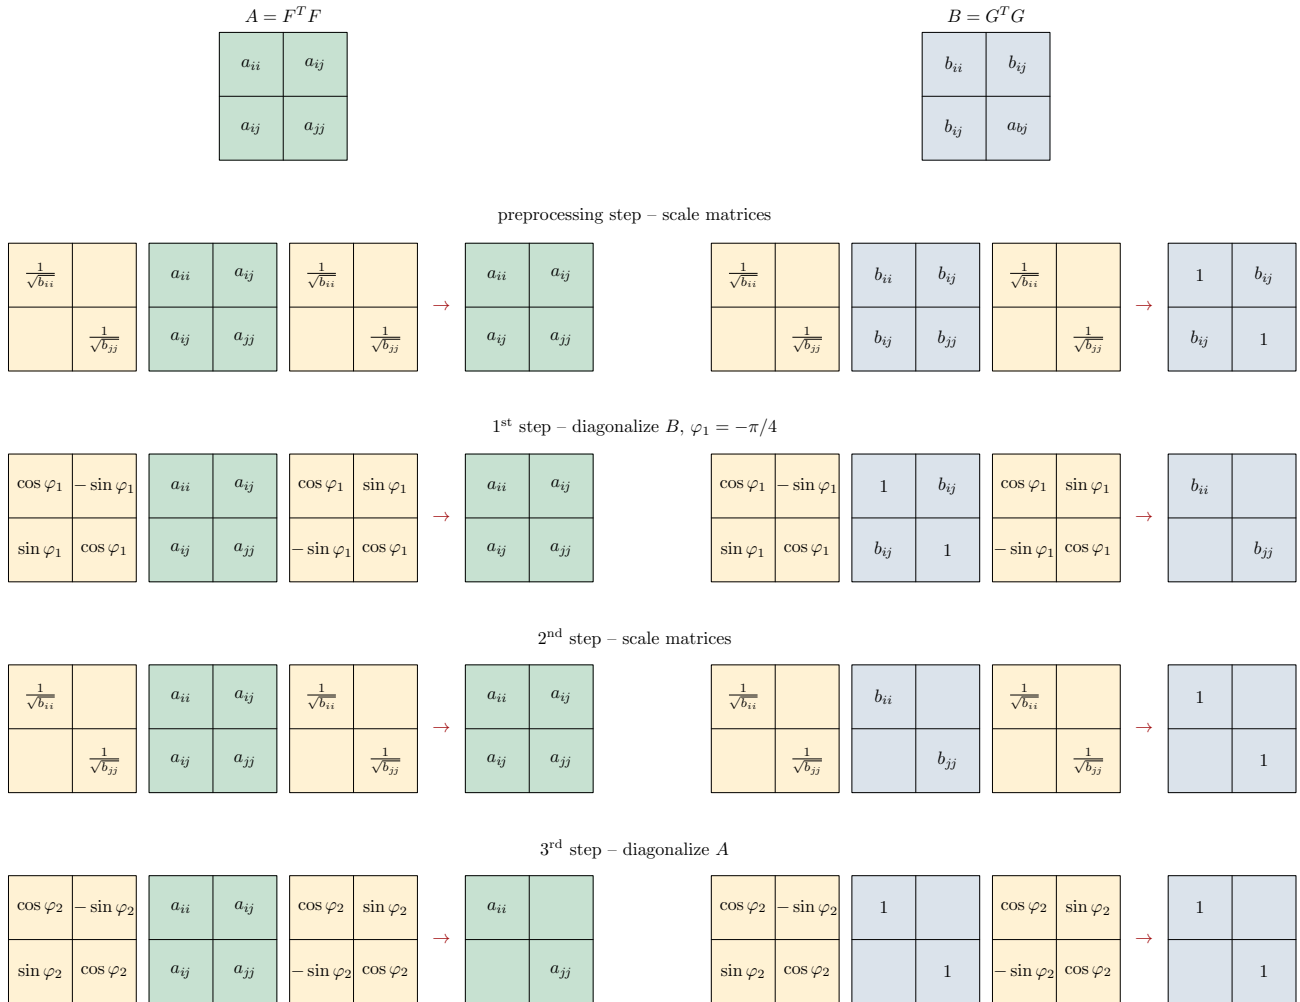 A = FᵀF B = GᵀG
a_ii a_ij b_ii b_ij
a_ij a_jj b_ij a_bj
preprocessing step – scale matrices
1/√b_ii a_ii a_ij 1/√b_ii a_ii a_ij 1/√b_ii b_ii b_ij 1/√b_ii 1 b_ij
→ →
1/√b_jj a_ij a_jj 1/√b_jj a_ij a_jj 1/√b_jj b_ij b_jj 1/√b_jj b_ij 1
1st step – diagonalize B, φ₁ = −π/4
cos φ₁ − sin φ₁ a_ii a_ij cos φ₁ sin φ₁ a_ii a_ij cos φ₁ − sin φ₁ 1 b_ij cos φ₁ sin φ₁ b_ii
→ →
sin φ₁ cos φ₁ a_ij a_jj − sin φ₁ cos φ₁ a_ij a_jj sin φ₁ cos φ₁ b_ij 1 − sin φ₁ cos φ₁ b_jj
2nd step – scale matrices
1/√b_ii a_ii a_ij 1/√b_ii a_ii a_ij 1/√b_ii b_ii 1/√b_ii 1
→ →
1/√b_jj a_ij a_jj 1/√b_jj a_ij a_jj 1/√b_jj b_jj 1/√b_jj 1
3rd step – diagonalize A
cos φ₂ − sin φ₂ a_ii a_ij cos φ₂ sin φ₂ a_ii cos φ₂ − sin φ₂ 1 cos φ₂ sin φ₂ 1
→ →
sin φ₂ cos φ₂ a_ij a_jj − sin φ₂ cos φ₂ a_jj sin φ₂ cos φ₂ 1 − sin φ₂ cos φ₂ 1